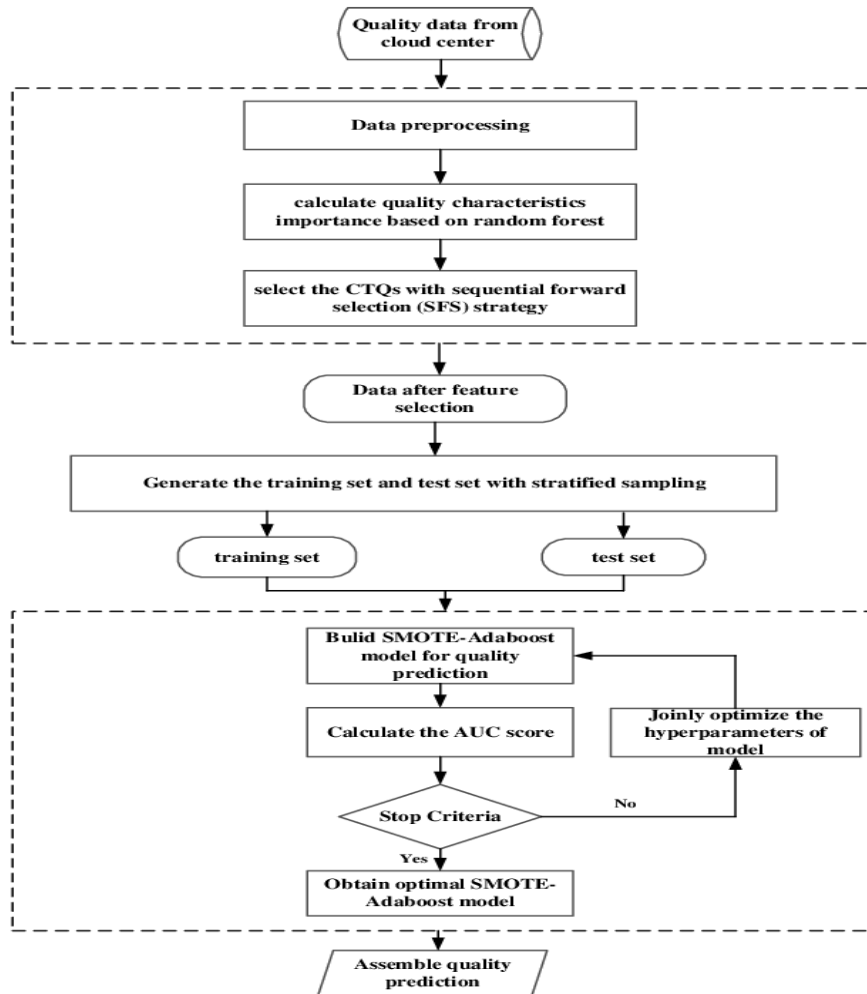 Quality data from
cloud center
Data preprocessing
calculate quality characteristics
importance based on random forest
select the CTQs with sequential forward
selection (SFS) strategy
Data after feature
selection
Generate the training set and test set with stratified sampling
training set
test set
Bulid SMOTE-Adaboost
model for quality
prediction
Joinly optimize the
hyperparameters of
model
Calculate the AUC score
Stop Criteria
No
Yes
Obtain optimal SMOTE-
Adaboost model
Assemble quality
prediction